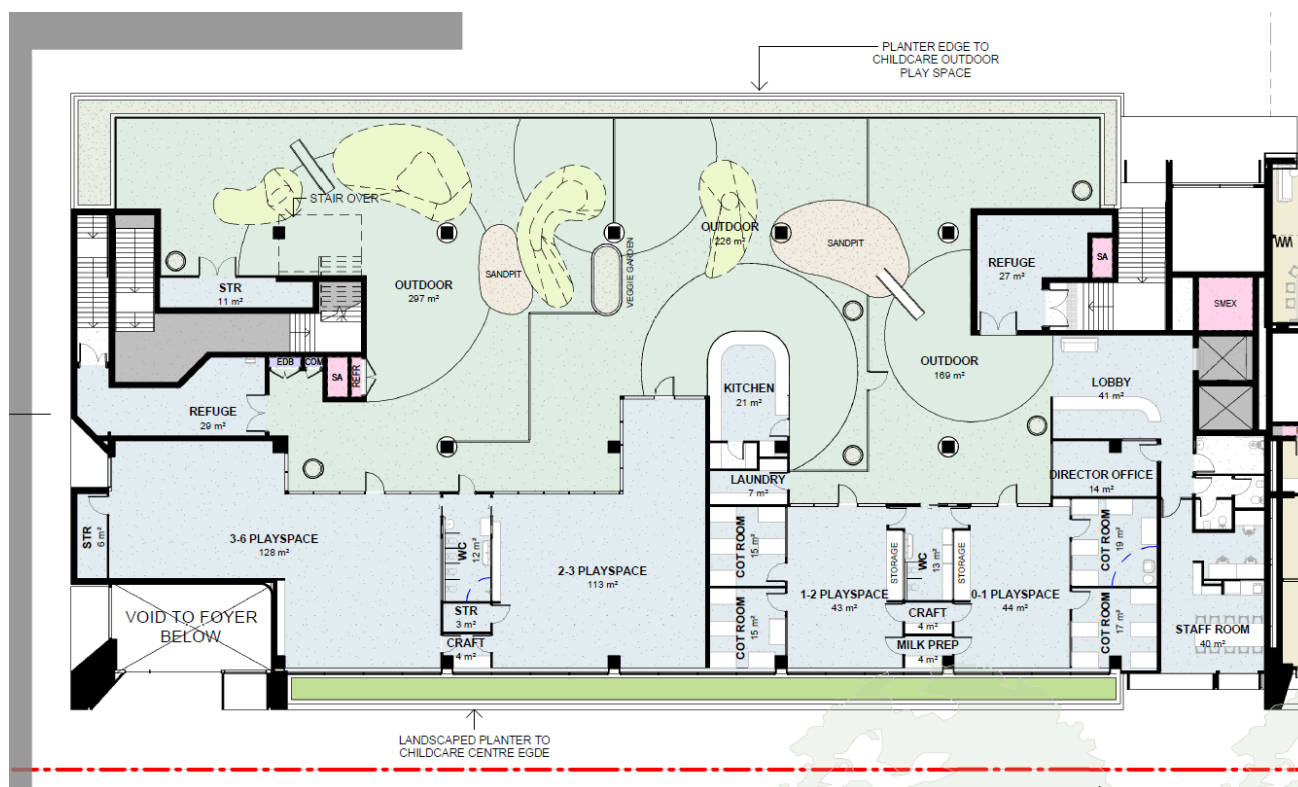 PLANTER EDGE TO
CHILDCARE OUTDOOR
PLAY SPACE
STAIR OVER
OUTDOOR
226 m²
SANDPIT
REFUGE
27 m²
SA
STR
11 m²
OUTDOOR
297 m²
SANDPIT
VEGGIE GARDEN
SMEX
EDB
COM
SA
REFR
KITCHEN
21 m²
OUTDOOR
169 m²
LOBBY
41 m²
REFUGE
29 m²
LAUNDRY
7 m²
DIRECTOR OFFICE
14 m²
STR
6 m²
3-6 PLAYSPACE
128 m²
WC
12 m²
2-3 PLAYSPACE
113 m²
COT ROOM
15 m²
STORAGE
WC
13 m²
STORAGE
COT ROOM
19 m²
1-2 PLAYSPACE
43 m²
0-1 PLAYSPACE
44 m²
VOID TO FOYER
BELOW
STR
3 m²
CRAFT
4 m²
COT ROOM
15 m²
CRAFT
4 m²
MILK PREP
4 m²
COT ROOM
17 m²
STAFF ROOM
40 m²
LANDSCAPED PLANTER TO
CHILDCARE CENTRE EGDE